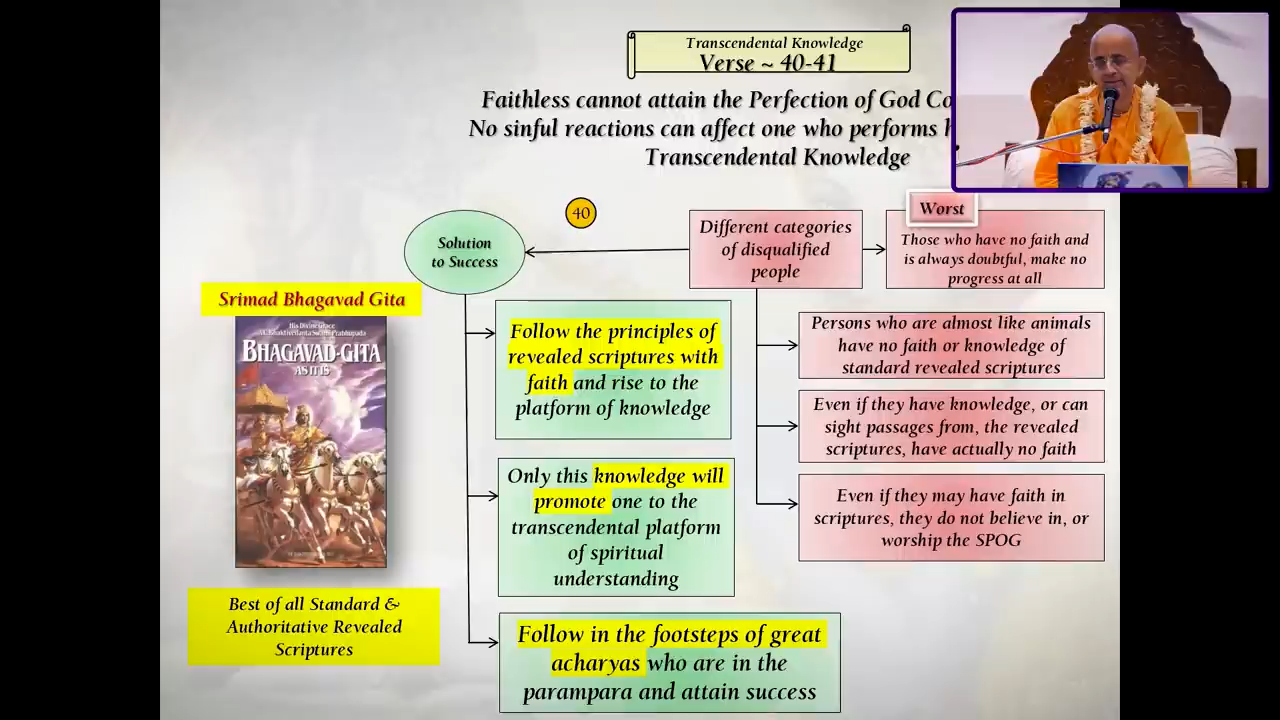 Transcendental Knowledge
Verse ~ 40-41
Faithless cannot attain the Perfection of God
No sinful reactions can affect one who performs
Transcendental Knowledge
40
Solution
to Success
Different categories
of disqualified
people
Worst
Those who have no faith and
is always doubtful, make no
progress at all
Srimad Bhagavad Gita
His Divine Grace
A.C. Bhaktivedanta Swami Prabhupada
BHAGAVAD-GITA
AS IT IS
Best of all Standard &
Authoritative Revealed
Scriptures
Follow the principles of
revealed scriptures with
faith and rise to the
platform of knowledge
Only this knowledge will
promote one to the
transcendental platform
of spiritual
understanding
Follow in the footsteps of great
acharyas who are in the
parampara and attain success
Persons who are almost like animals
have no faith or knowledge of
standard revealed scriptures
Even if they have knowledge, or can
sight passages from, the revealed
scriptures, have actually no faith
Even if they may have faith in
scriptures, they do not believe in, or
worship the SPOG